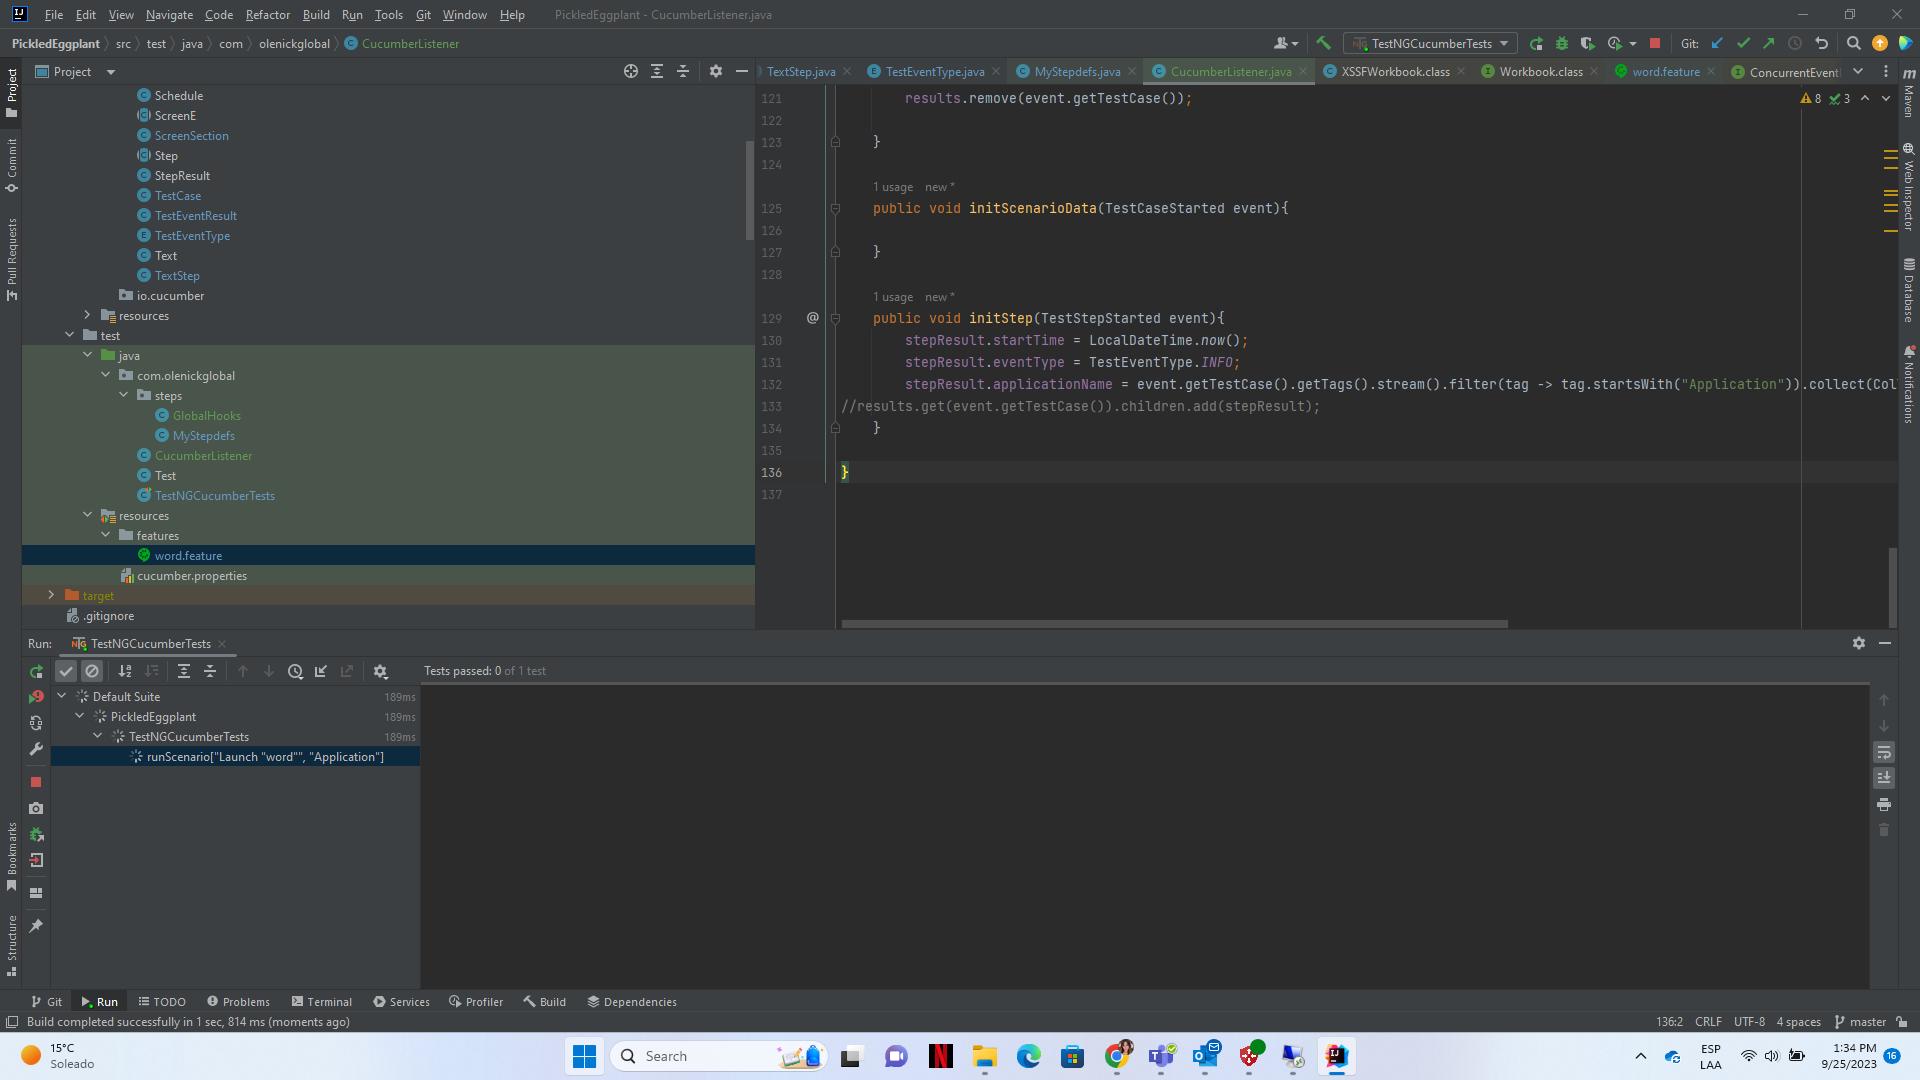 File Edit View Navigate Code Refactor Build Run Tools Git Window Help PickledEggplant - CucumberListener.java
PickledEggplant src test java com olenickglobal CucumberListener TestNGCucumberTests Git:
Project TextStep.java TestEventType.java MyStepdefs.java CucumberListener.java XSSFWorkbook.class Workbook.class word.feature ConcurrentEvent
Project
Commit
Pull Requests
Bookmarks
Structure
Maven
Web Inspector
Database
Notifications
Schedule
ScreenE
ScreenSection
Step
StepResult
TestCase
TestEventResult
TestEventType
Text
TextStep
io.cucumber
resources
test
java
com.olenickglobal
steps
GlobalHooks
MyStepdefs
CucumberListener
Test
TestNGCucumberTests
resources
features
word.feature
cucumber.properties
target
.gitignore
8 3
121 results.remove(event.getTestCase());
122
123 }
124
1 usage new *
125 public void initScenarioData(TestCaseStarted event){
126
127 }
128
1 usage new *
129 @ public void initStep(TestStepStarted event){
130 stepResult.startTime = LocalDateTime.now();
131 stepResult.eventType = TestEventType.INFO;
132 stepResult.applicationName = event.getTestCase().getTags().stream().filter(tag -> tag.startsWith("Application")).collect(Col
133 //results.get(event.getTestCase()).children.add(stepResult);
134 }
135
136 }
137
Run: TestNGCucumberTests
Tests passed: 0 of 1 test
Default Suite 189ms
PickledEggplant 189ms
TestNGCucumberTests 189ms
runScenario["Launch "word"", "Application"]
Git Run TODO Problems Terminal Services Profiler Build Dependencies
Build completed successfully in 1 sec, 814 ms (moments ago) 136:2 CRLF UTF-8 4 spaces master
15°C
Soleado
Search
ESP
LAA
1:34 PM
9/25/2023
16